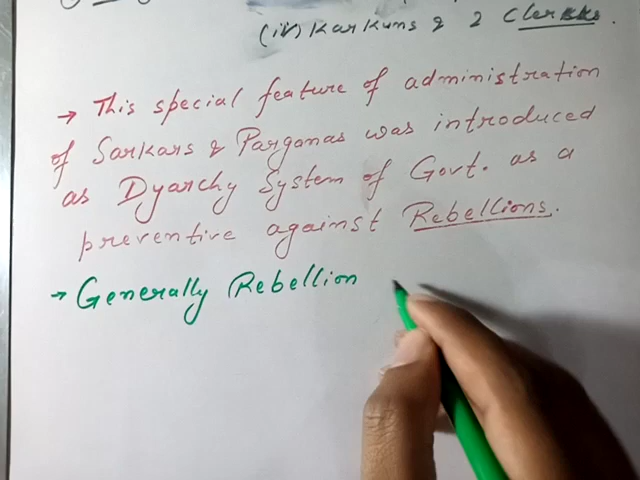 (iv) Karkuns & 2 Clerks.
→ This special feature of administration
of Sarkars & Parganas was introduced
as Dyarchy System of Govt. as a
preventive against Rebellions.
→ Generally Rebellion